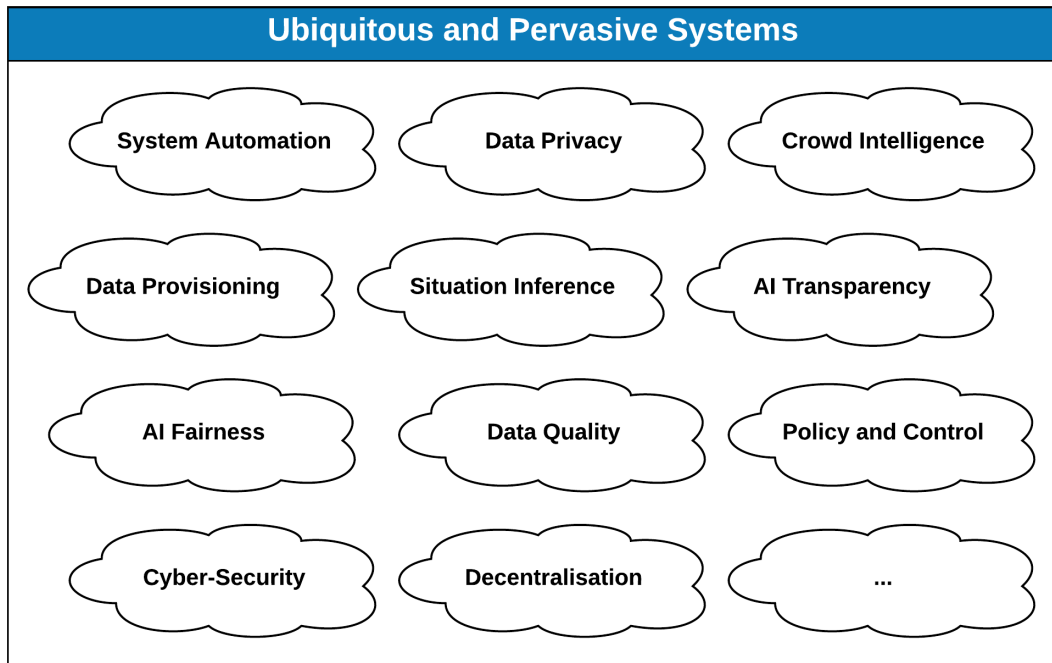 Ubiquitous and Pervasive Systems
System Automation
Data Privacy
Crowd Intelligence
Data Provisioning
Situation Inference
AI Transparency
AI Fairness
Data Quality
Policy and Control
Cyber-Security
Decentralisation
...